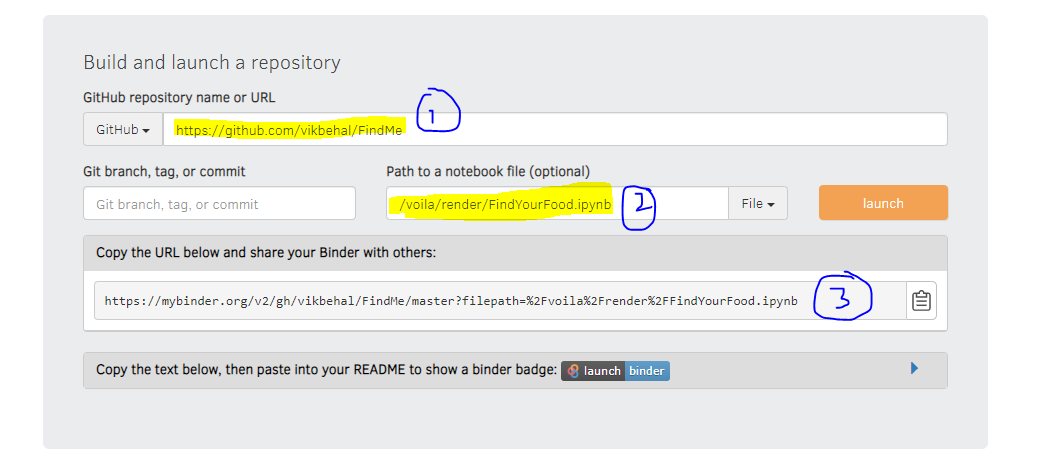 Build and launch a repository
GitHub repository name or URL
1
GitHub https://github.com/vikbehal/FindMe
Git branch, tag, or commit Path to a notebook file (optional)
Git branch, tag, or commit /voila/render/FindYourFood.ipynb 2 File launch
Copy the URL below and share your Binder with others:
https://mybinder.org/v2/gh/vikbehal/FindMe/master?filepath=%2Fvoila%2Frender%2FFindYourFood.ipynb 3
Copy the text below, then paste into your README to show a binder badge: launch binder